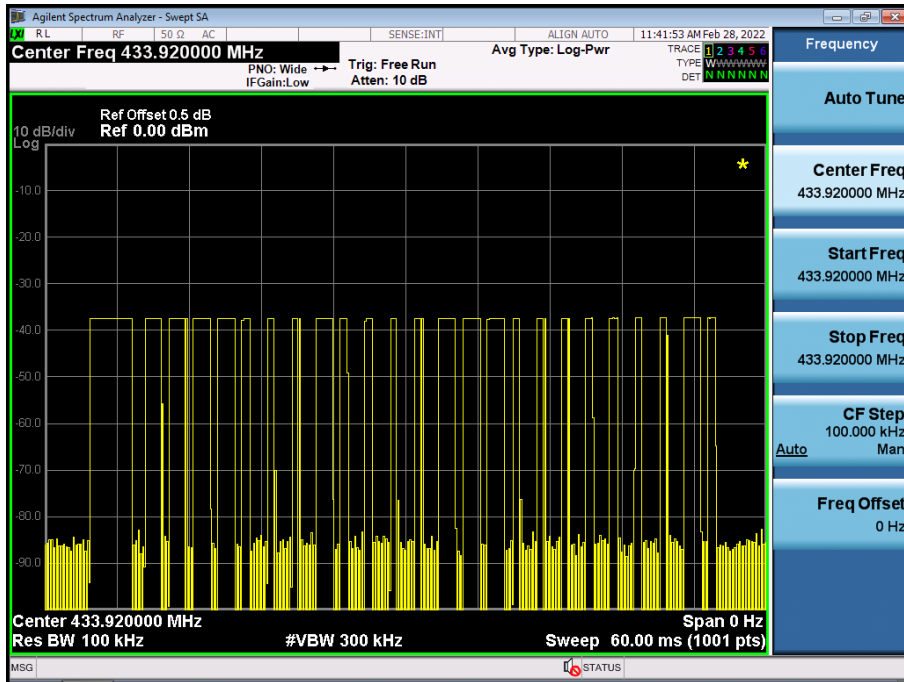 Agilent Spectrum Analyzer - Swept SA
LXI RL RF 50 Ω AC SENSE:INT ALIGN AUTO 11:41:53 AM Feb 28, 2022
Center Freq 433.920000 MHz
PNO: Wide
IFGain:Low
Trig: Free Run
Atten: 10 dB
Avg Type: Log-Pwr
TRACE 1 2 3 4 5 6
TYPE WWWWWW
DET N N N N N N
Ref Offset 0.5 dB
10 dB/div Ref 0.00 dBm
Log
-10.0
-20.0
-30.0
-40.0
-50.0
-60.0
-70.0
-80.0
-90.0
Center 433.920000 MHz Span 0 Hz
Res BW 100 kHz #VBW 300 kHz Sweep 60.00 ms (1001 pts)
MSG STATUS
Frequency
Auto Tune
Center Freq
433.920000 MHz
Start Freq
433.920000 MHz
Stop Freq
433.920000 MHz
CF Step
100.000 kHz
Auto Man
Freq Offset
0 Hz